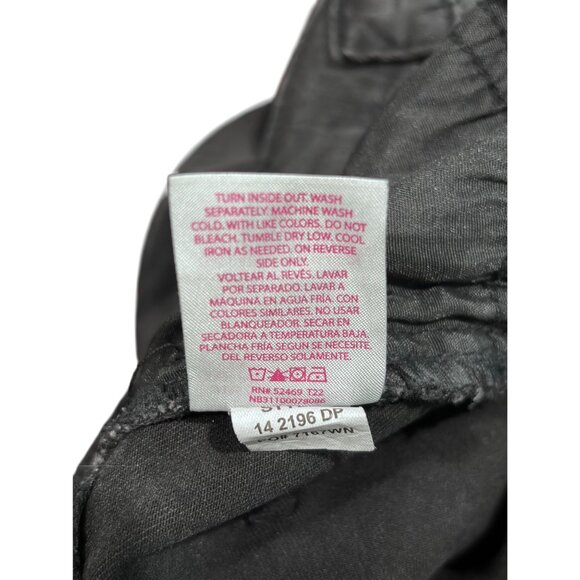 TURN INSIDE OUT. WASH
SEPARATELY. MACHINE WASH
COLD. WITH LIKE COLORS. DO NOT
BLEACH. TUMBLE DRY LOW. COOL
IRON AS NEEDED. ON REVERSE
SIDE ONLY.
VOLTEAR AL REVÉS. LAVAR
POR SEPARADO. LAVAR A
MÁQUINA EN AGUA FRÍA. CON
COLORES SIMILARES. NO USAR
BLANQUEADOR. SECAR EN
SECADORA A TEMPERATURA BAJA.
PLANCHA FRÍA SEGUN SE NECESITE,
DEL REVERSO SOLAMENTE.
RN# 52469 T22
NB31100078086
14 2196 DP